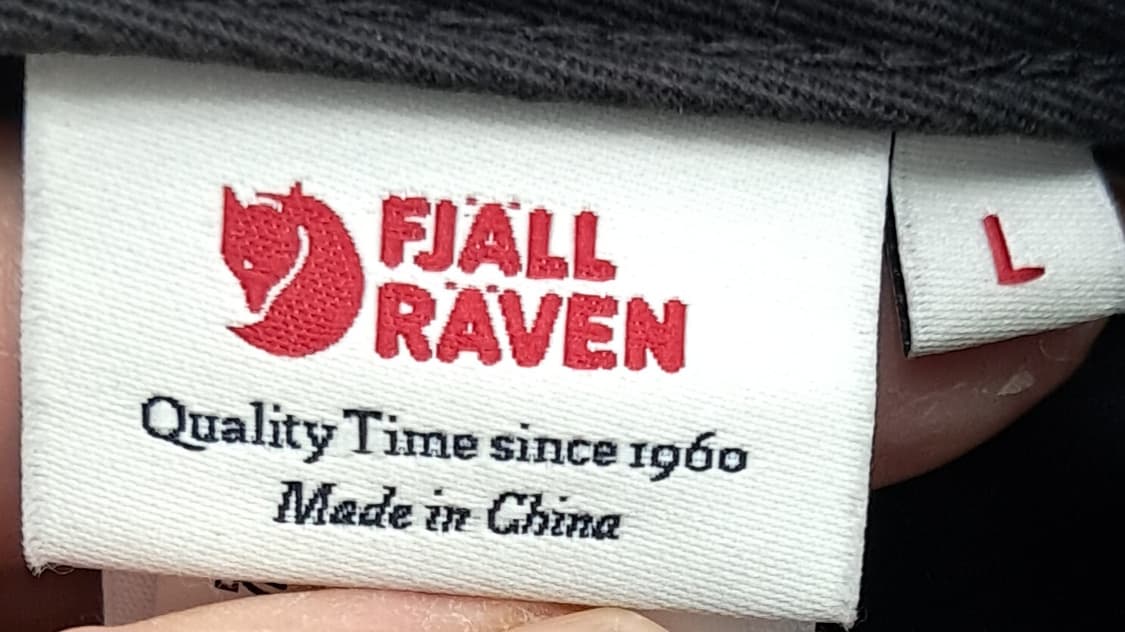 FJÄLL
RÄVEN
Quality Time since 1960
Made in China
L